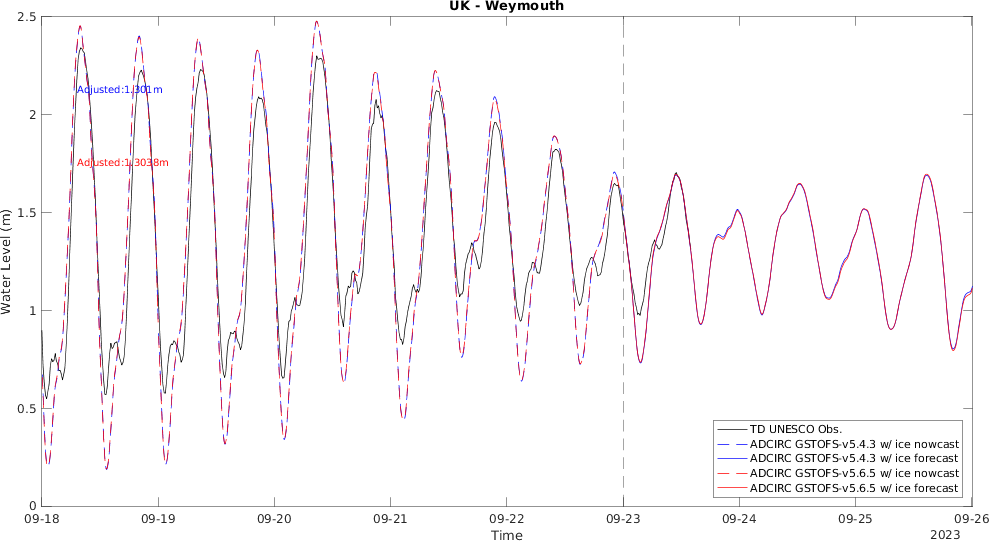 UK - Weymouth
2.5
2
1.5
1
0.5
0
Water Level (m)
Adjusted:1.301m
Adjusted:1.3038m
TD UNESCO Obs.
ADCIRC GSTOFS-v5.4.3 w/ ice nowcast
ADCIRC GSTOFS-v5.4.3 w/ ice forecast
ADCIRC GSTOFS-v5.6.5 w/ ice nowcast
ADCIRC GSTOFS-v5.6.5 w/ ice forecast
09-18 09-19 09-20 09-21 09-22 09-23 09-24 09-25 09-26
Time
2023